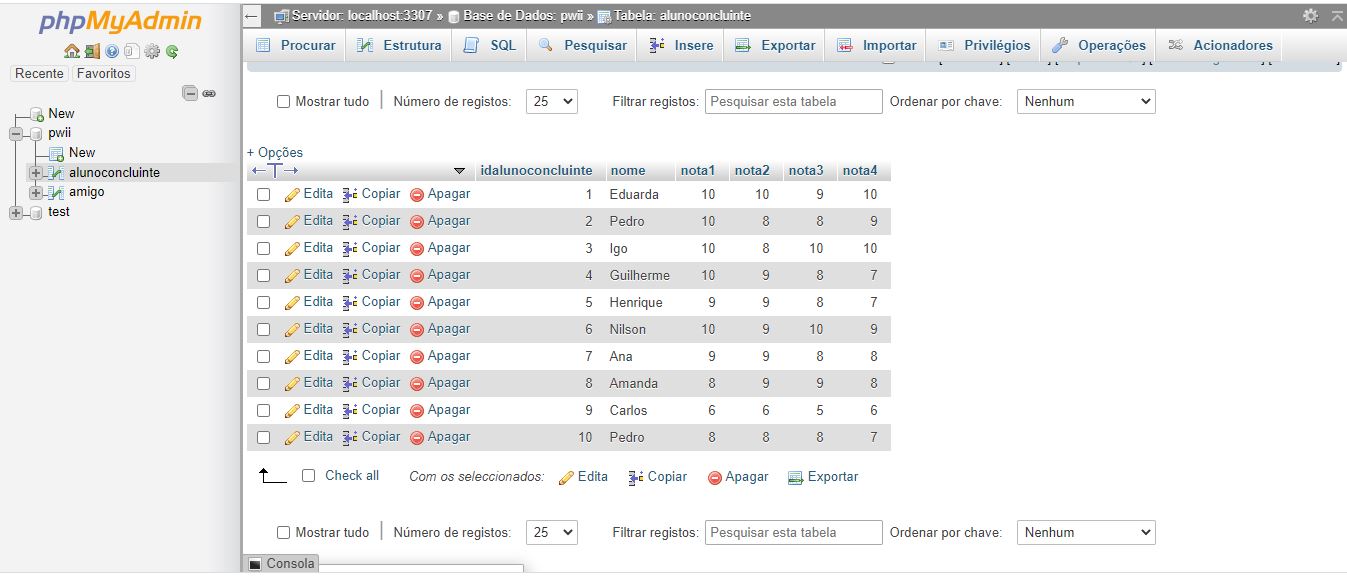 phpMyAdmin
Recente Favoritos
New
pwii
New
alunoconcluinte
amigo
test
Servidor: localhost:3307 » Base de Dados: pwii » Tabela: alunoconcluinte
Procurar Estrutura SQL Pesquisar Insere Exportar Importar Privilégios Operações Acionadores
Mostrar tudo Número de registos: 25 Filtrar registos: Pesquisar esta tabela Ordenar por chave: Nenhum
+ Opções
idalunoconcluinte nome nota1 nota2 nota3 nota4
Edita Copiar Apagar 1 Eduarda 10 10 9 10
Edita Copiar Apagar 2 Pedro 10 8 8 9
Edita Copiar Apagar 3 Igo 10 8 10 10
Edita Copiar Apagar 4 Guilherme 10 9 8 7
Edita Copiar Apagar 5 Henrique 9 9 8 7
Edita Copiar Apagar 6 Nilson 10 9 10 9
Edita Copiar Apagar 7 Ana 9 9 8 8
Edita Copiar Apagar 8 Amanda 8 9 9 8
Edita Copiar Apagar 9 Carlos 6 6 5 6
Edita Copiar Apagar 10 Pedro 8 8 8 7
Check all Com os seleccionados: Edita Copiar Apagar Exportar
Mostrar tudo Número de registos: 25 Filtrar registos: Pesquisar esta tabela Ordenar por chave: Nenhum
Consola